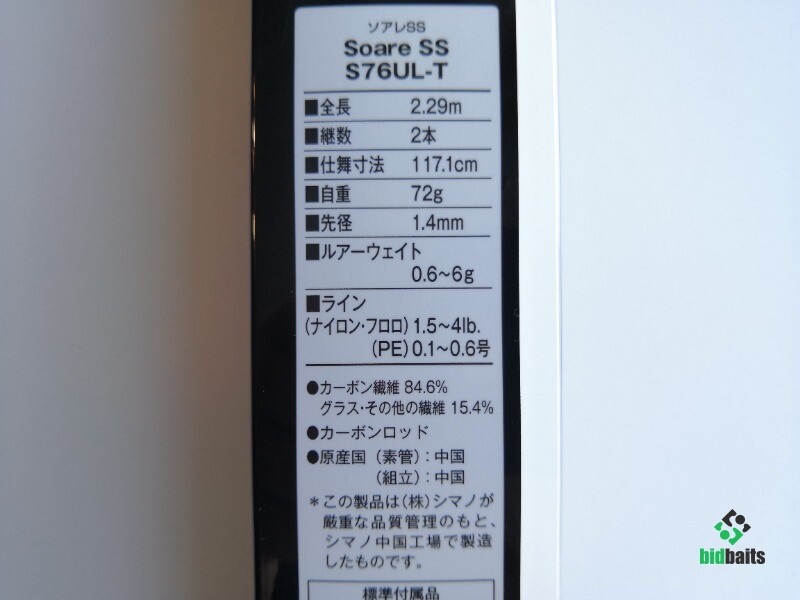 ソアレSS
Soare SS
S76UL-T
■全長 2.29m
■継数 2本
■仕舞寸法 117.1cm
■自重 72g
■先径 1.4mm
■ルアーウェイト
0.6~6g
■ライン
(ナイロン・フロロ) 1.5~4lb.
(PE) 0.1~0.6号
●カーボン繊維 84.6%
グラス・その他の繊維 15.4%
●カーボンロッド
●原産国(素管):中国
(組立):中国
*この製品は(株)シマノが
厳重な品質管理のもと、
シマノ中国工場で製造
したものです。
標準付属品
bidbaits